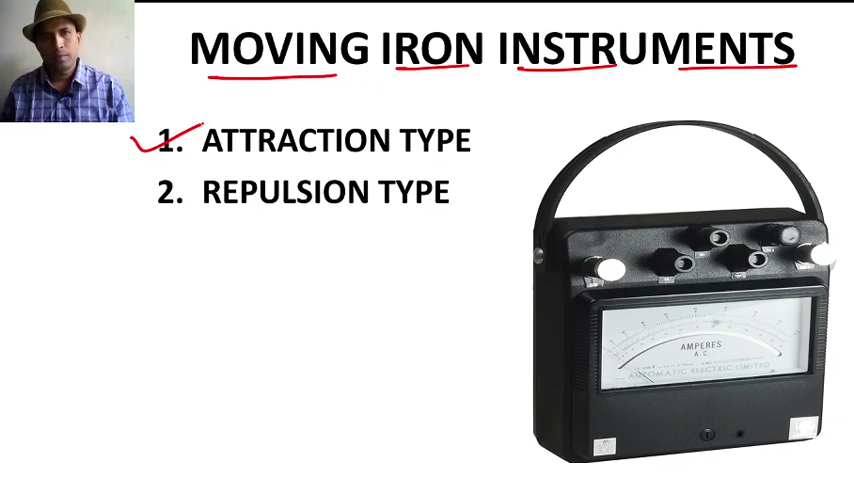 MOVING IRON INSTRUMENTS
1. ATTRACTION TYPE
2. REPULSION TYPE
AMPERES
A.C.
AUTOMATIC ELECTRIC LIMITED